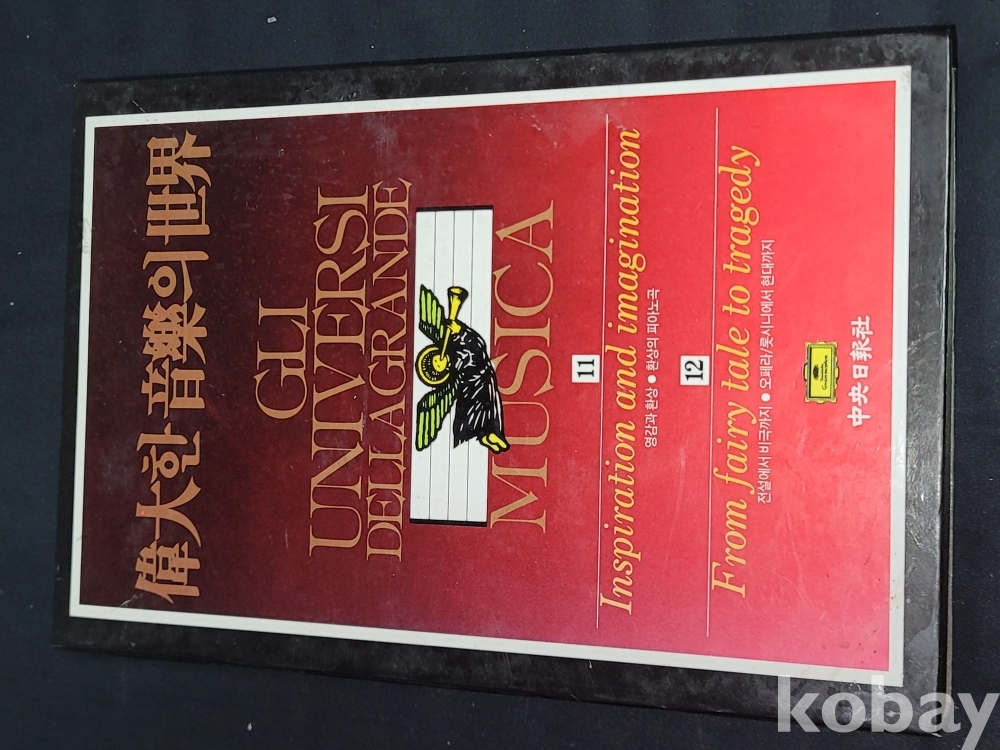 偉大한 音樂의 世界
GLI
UNIVERSI
DELLAGRANDE
MUSICA
11
Inspiration and imagination
영감과 환상 ● 환상의 피아노곡
12
From fairy tale to tragedy
전설에서 비극까지 ● 오페라/롯시니에서 현대까지
中央日報社
kobay